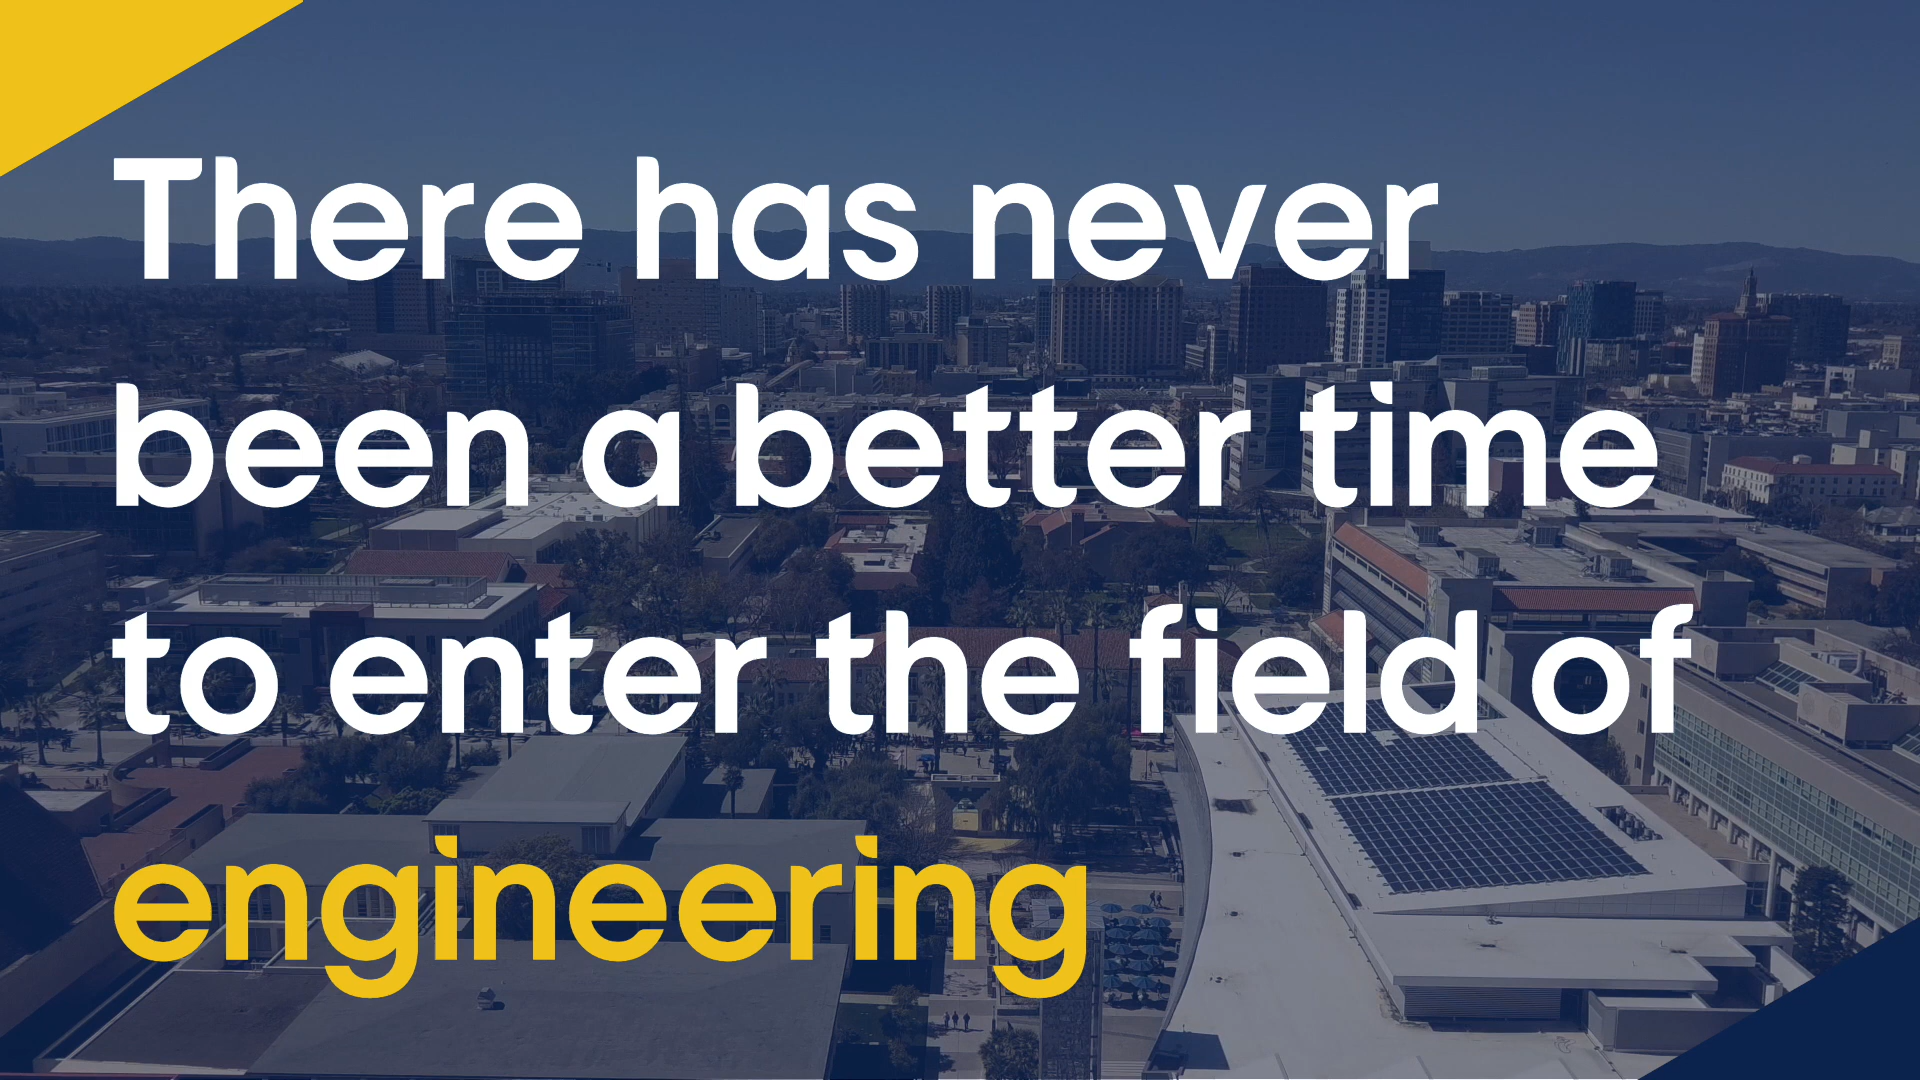 There has never
been a better time
to enter the field of
engineering